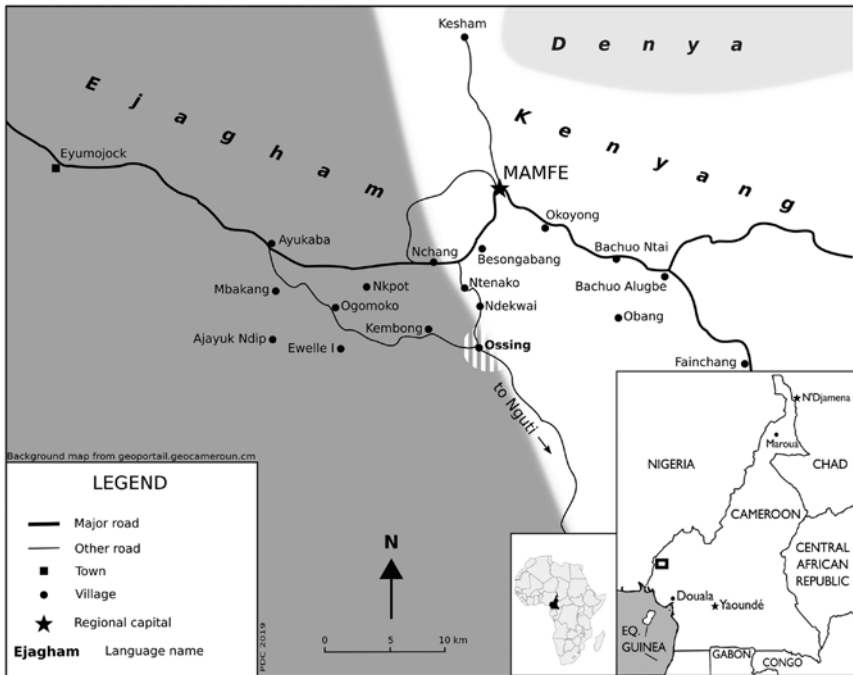 Kesham
D e n y a
E j a g h a m
K e n y a n g
Eyumojock
MAMFE
Okoyong
Ayukaba
Nchang
Besongabang
Bachuo Ntai
Mbakang
Nkpot
Ntenako
Bachuo Alugbe
Ogomoko
Ndekwai
Obang
Ajayuk Ndip
Kembong
Ewelle I
Ossing
Fainchang
to Nguti
Background map from geoportail.geocameroun.cm
LEGEND
Major road
Other road
Town
Village
Regional capital
Ejagham Language name
PDC 2019
N
0 5 10 km
N'Djamena
Maroua
NIGERIA
CHAD
CAMEROON
CENTRAL
AFRICAN
REPUBLIC
Douala
Yaoundé
EQ.
GUINEA
GABON
CONGO